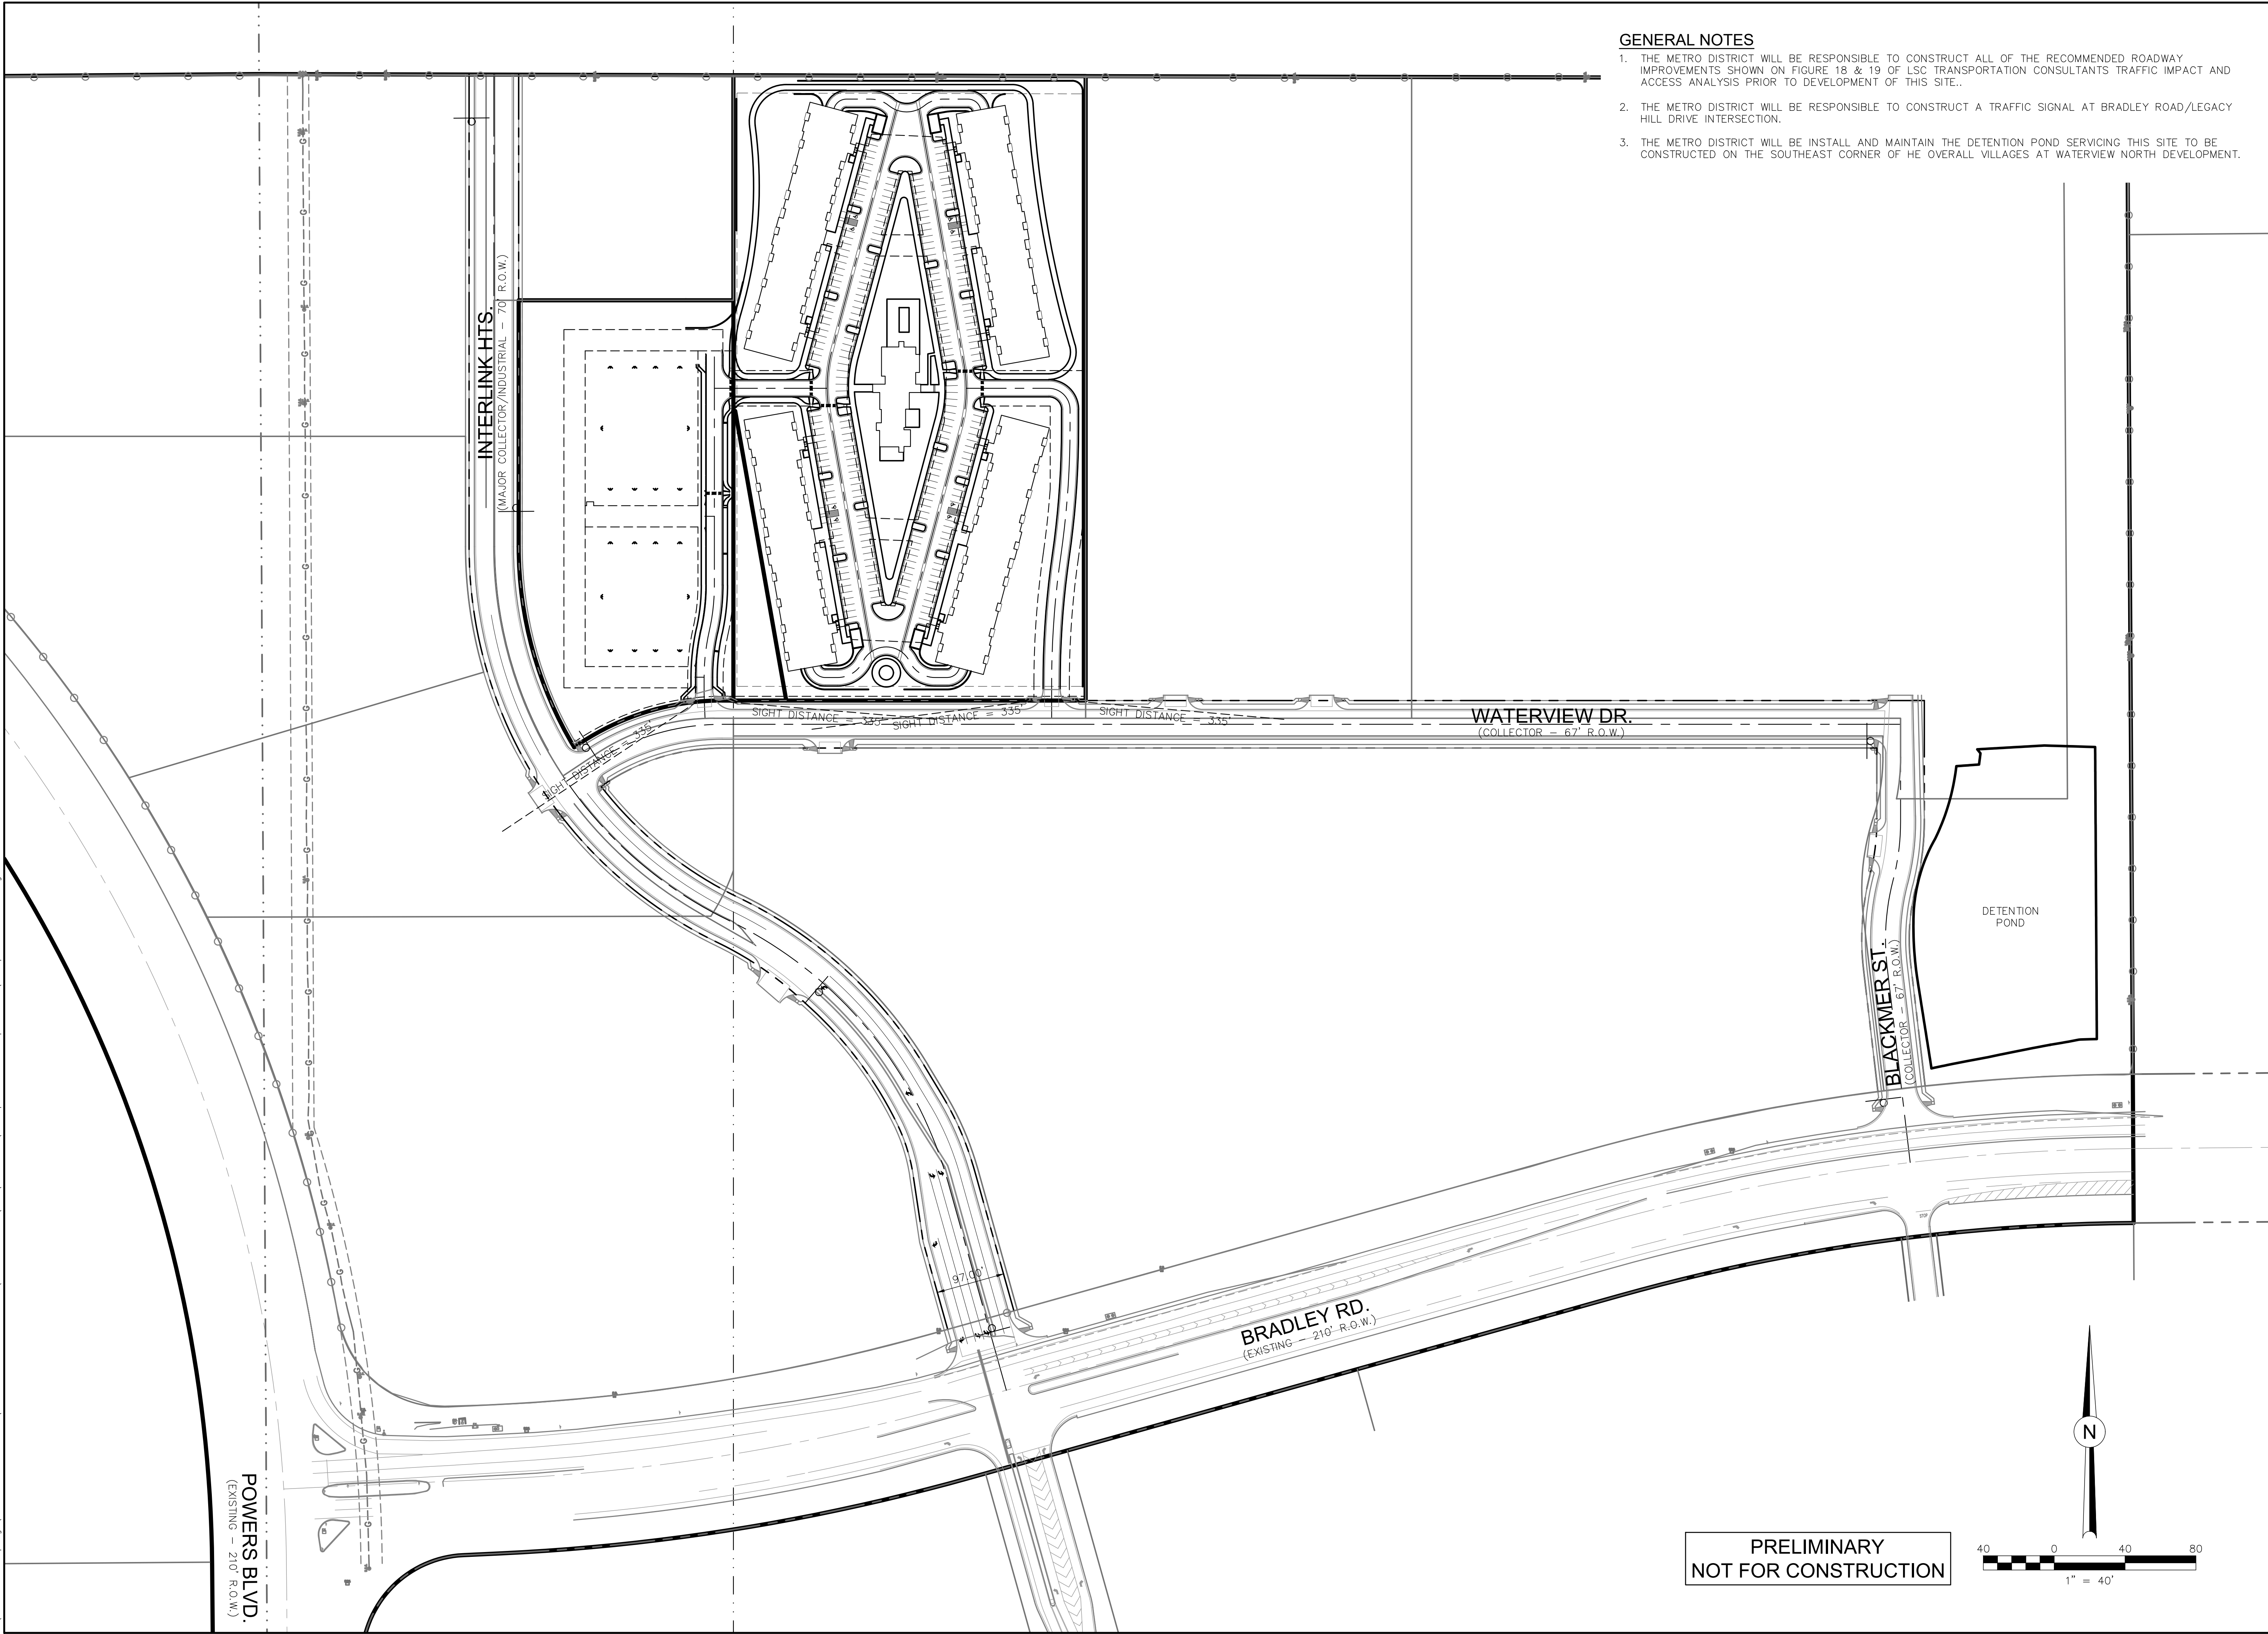 GENERAL NOTES
1. THE METRO DISTRICT WILL BE RESPONSIBLE TO CONSTRUCT ALL OF THE RECOMMENDED ROADWAY
IMPROVEMENTS SHOWN ON FIGURE 18 & 19 OF LSC TRANSPORTATION CONSULTANTS TRAFFIC IMPACT AND
ACCESS ANALYSIS PRIOR TO DEVELOPMENT OF THIS SITE..
2. THE METRO DISTRICT WILL BE RESPONSIBLE TO CONSTRUCT A TRAFFIC SIGNAL AT BRADLEY ROAD/LEGACY
HILL DRIVE INTERSECTION.
3. THE METRO DISTRICT WILL BE INSTALL AND MAINTAIN THE DETENTION POND SERVICING THIS SITE TO BE
CONSTRUCTED ON THE SOUTHEAST CORNER OF HE OVERALL VILLAGES AT WATERVIEW NORTH DEVELOPMENT.
INTERLINK HTS.
(MAJOR COLLECTOR/INDUSTRIAL – 70' R.O.W.)
SIGHT DISTANCE = 335'
SIGHT DISTANCE = 335'
SIGHT DISTANCE = 335'
SIGHT DISTANCE = 335'
WATERVIEW DR.
(COLLECTOR – 67' R.O.W.)
DETENTION
POND
BLACKMER ST.
(COLLECTOR – 67' R.O.W.)
97.00'
BRADLEY RD.
(EXISTING – 210' R.O.W.)
STOP
POWERS BLVD.
(EXISTING – 210' R.O.W.)
N
PRELIMINARY
NOT FOR CONSTRUCTION
40 0 40 80
1" = 40'